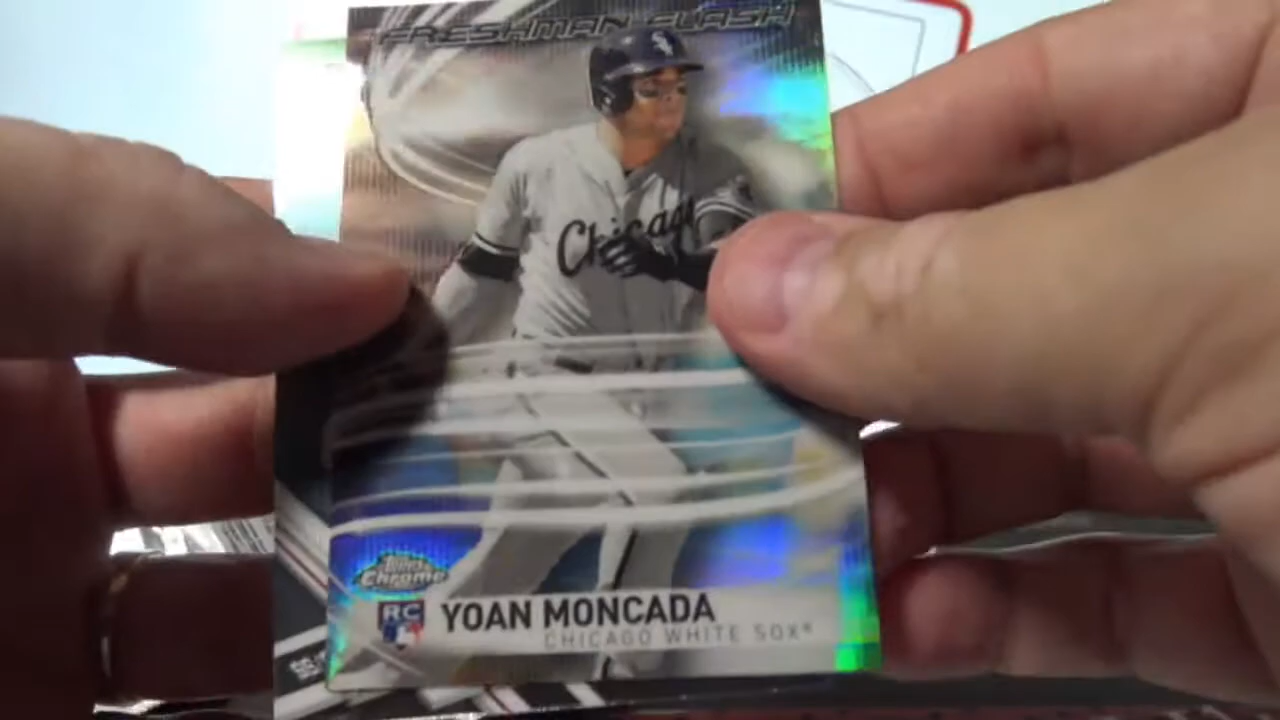 FRESHMAN FLASH
Chicago
Topps
Chrome
RC
YOAN MONCADA
CHICAGO WHITE SOX®